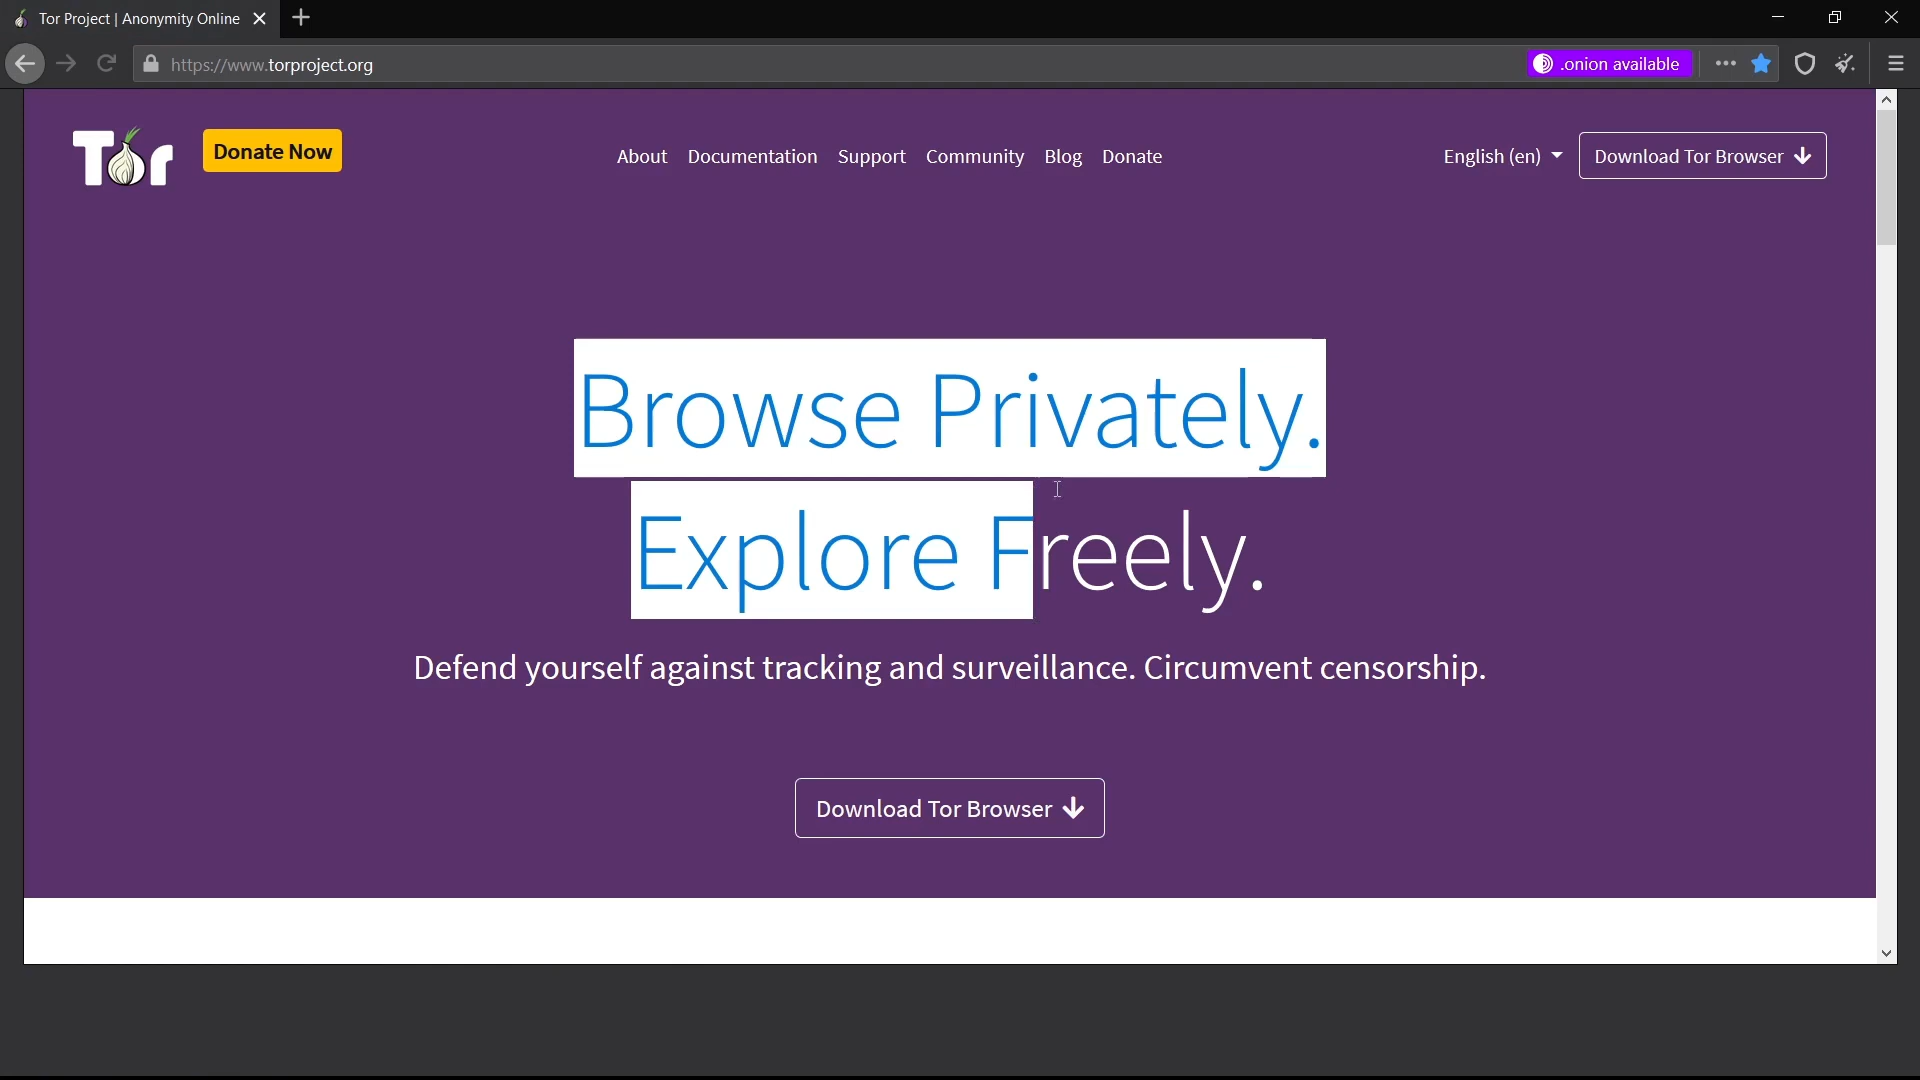 Tor Project | Anonymity Online
https://www.torproject.org
.onion available
Tor
Donate Now
About Documentation Support Community Blog Donate
English (en)
Download Tor Browser
Browse Privately.
Explore Freely.
Defend yourself against tracking and surveillance. Circumvent censorship.
Download Tor Browser